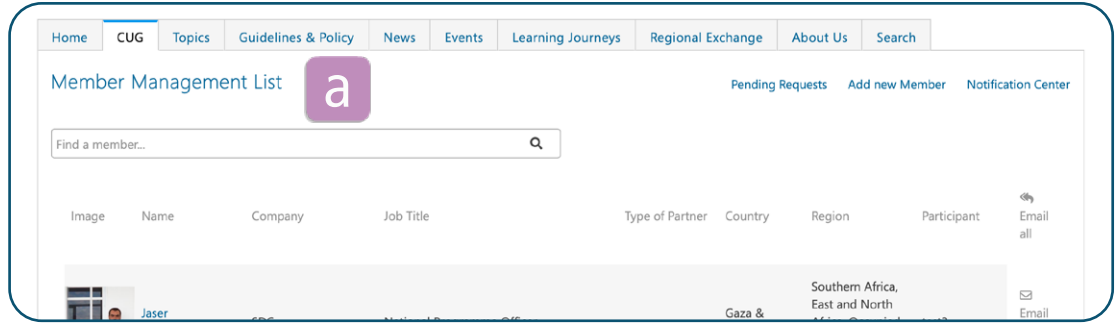 Home CUG Topics Guidelines & Policy News Events Learning Journeys Regional Exchange About Us Search
Member Management List a Pending Requests Add new Member Notification Center
Find a member...
Image Name Company Job Title Type of Partner Country Region Participant Email all
Southern Africa,
East and North
Jaser Gaza & Email